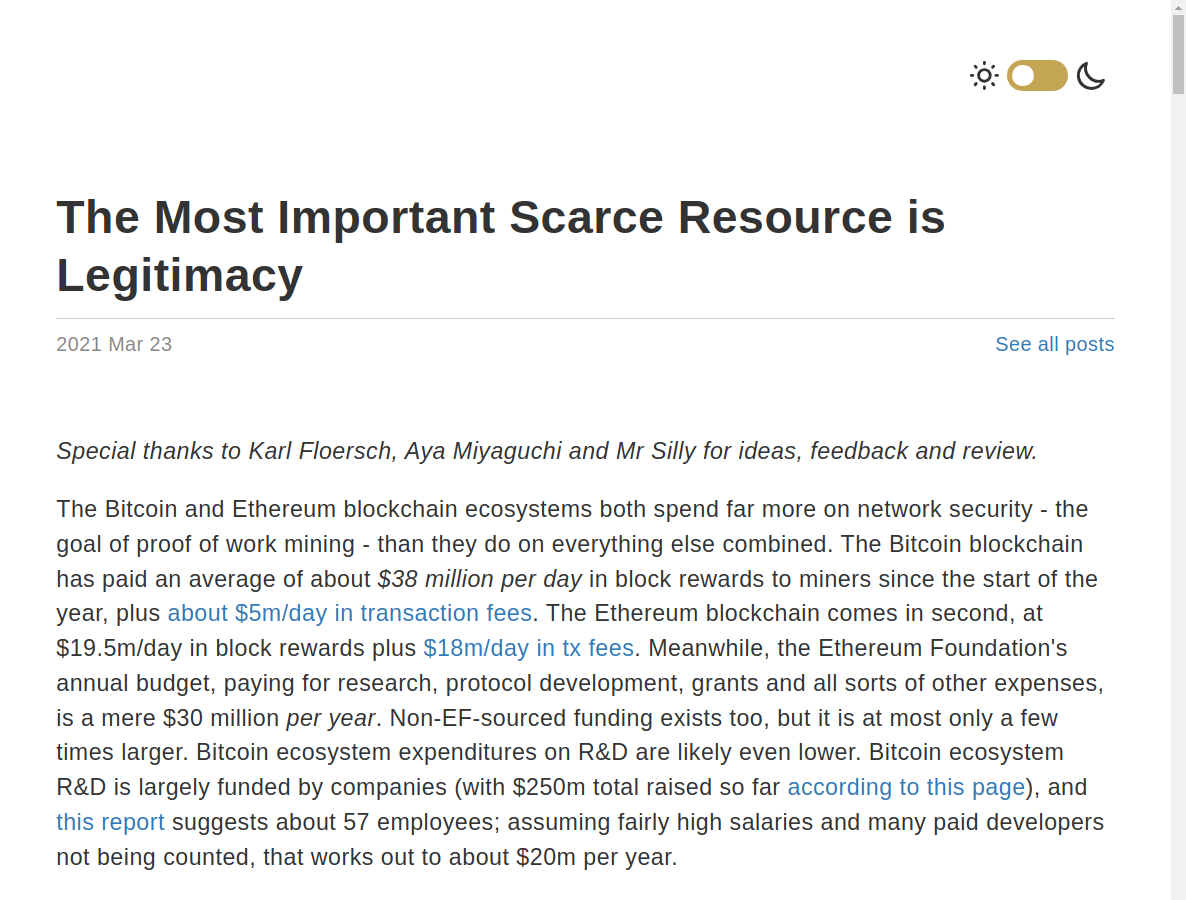 The Most Important Scarce Resource is
Legitimacy
2021 Mar 23
See all posts
Special thanks to Karl Floersch, Aya Miyaguchi and Mr Silly for ideas, feedback and review.
The Bitcoin and Ethereum blockchain ecosystems both spend far more on network security - the
goal of proof of work mining - than they do on everything else combined. The Bitcoin blockchain
has paid an average of about $38 million per day in block rewards to miners since the start of the
year, plus about $5m/day in transaction fees. The Ethereum blockchain comes in second, at
$19.5m/day in block rewards plus $18m/day in tx fees. Meanwhile, the Ethereum Foundation's
annual budget, paying for research, protocol development, grants and all sorts of other expenses,
is a mere $30 million per year. Non-EF-sourced funding exists too, but it is at most only a few
times larger. Bitcoin ecosystem expenditures on R&D are likely even lower. Bitcoin ecosystem
R&D is largely funded by companies (with $250m total raised so far according to this page), and
this report suggests about 57 employees; assuming fairly high salaries and many paid developers
not being counted, that works out to about $20m per year.